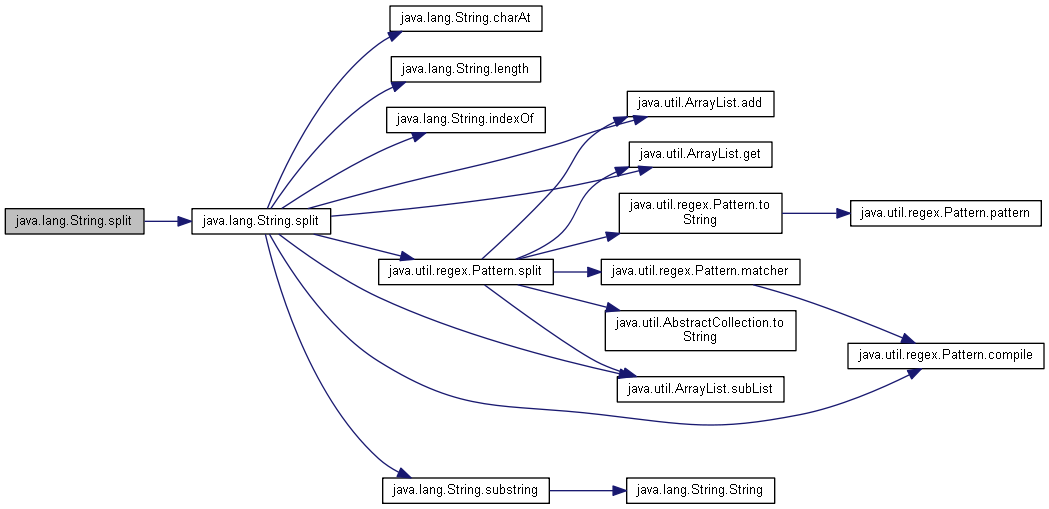 java.lang.String.split
java.lang.String.split
java.lang.String.charAt
java.lang.String.length
java.lang.String.indexOf
java.util.regex.Pattern.split
java.lang.String.substring
java.util.ArrayList.add
java.util.ArrayList.get
java.util.regex.Pattern.to
String
java.util.regex.Pattern.matcher
java.util.AbstractCollection.to
String
java.util.ArrayList.subList
java.lang.String.String
java.util.regex.Pattern.pattern
java.util.regex.Pattern.compile